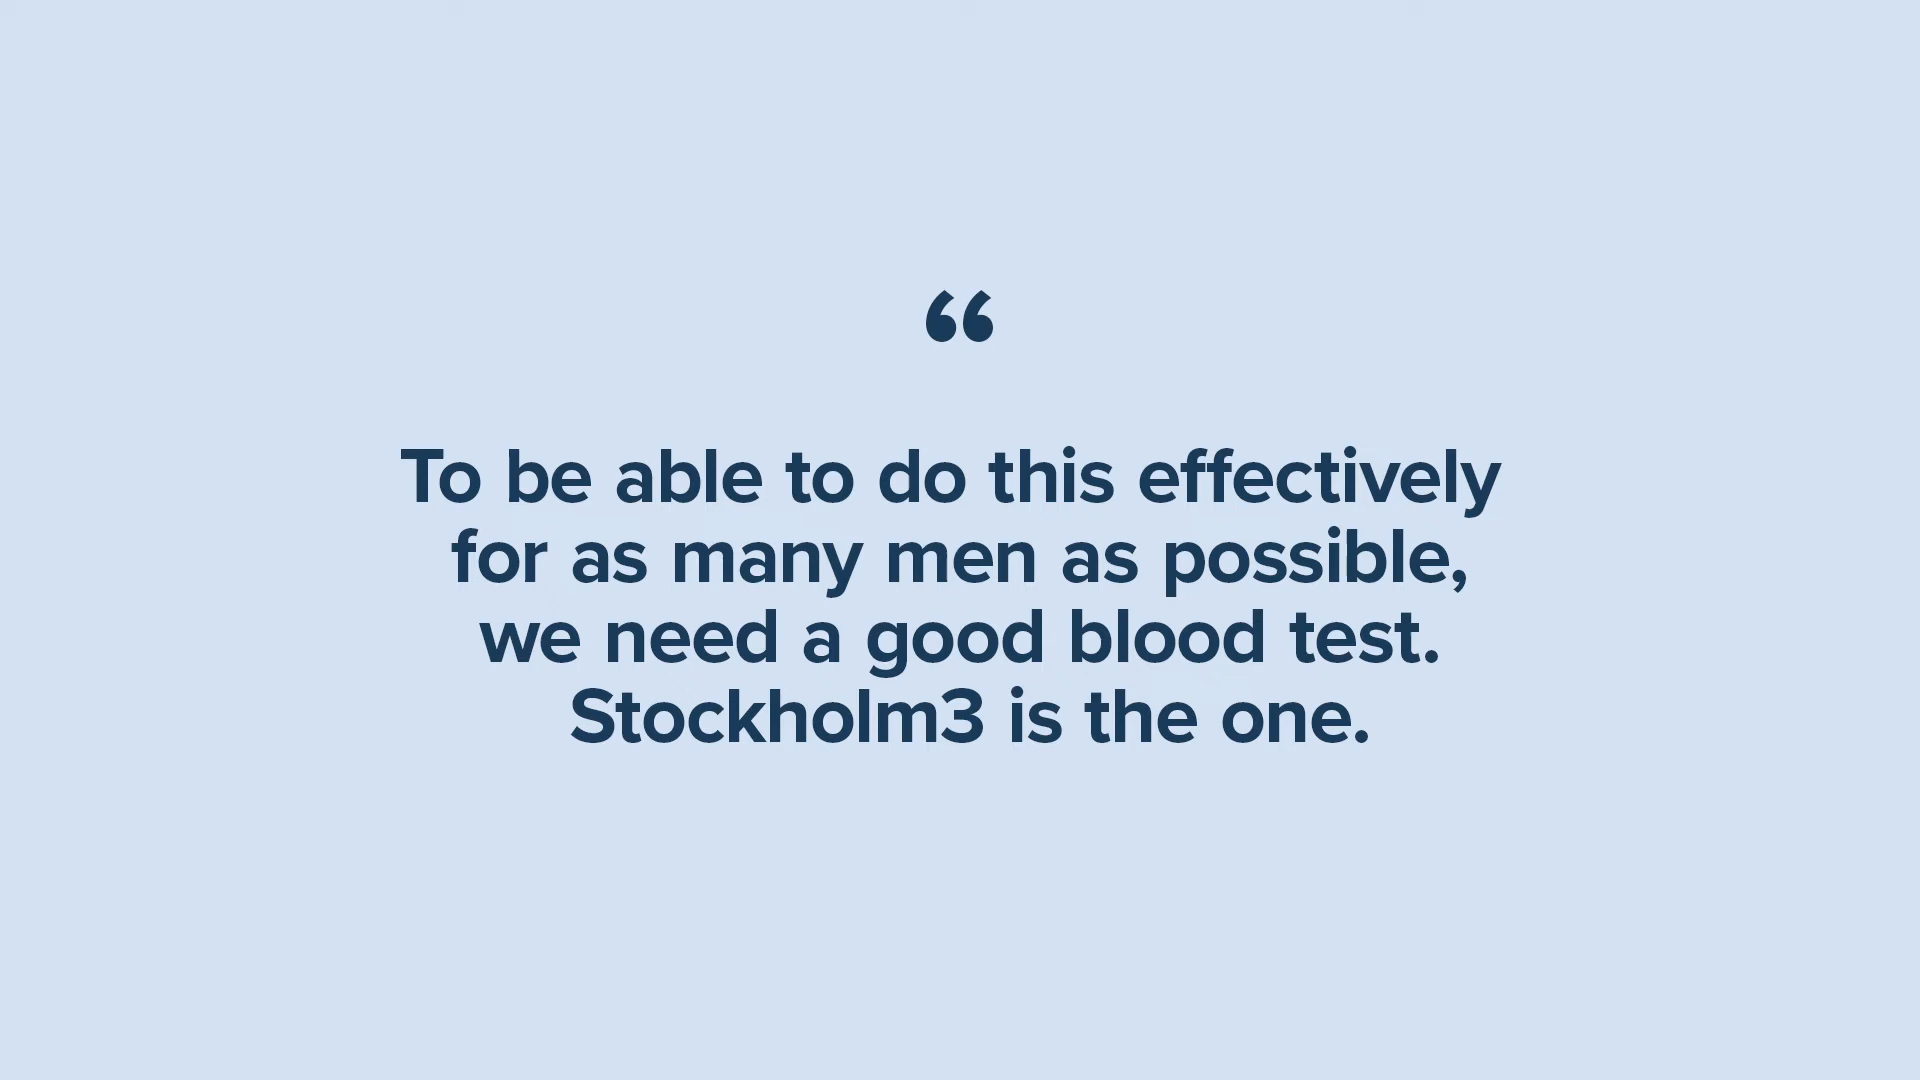 “
To be able to do this effectively
for as many men as possible,
we need a good blood test.
Stockholm3 is the one.